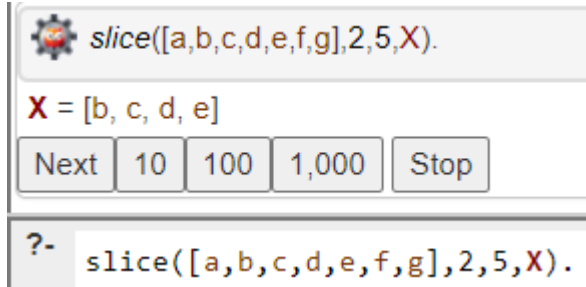 slice([a,b,c,d,e,f,g],2,5,X).
X = [b, c, d, e]
Next 10 100 1,000 Stop
?- slice([a,b,c,d,e,f,g],2,5,X).